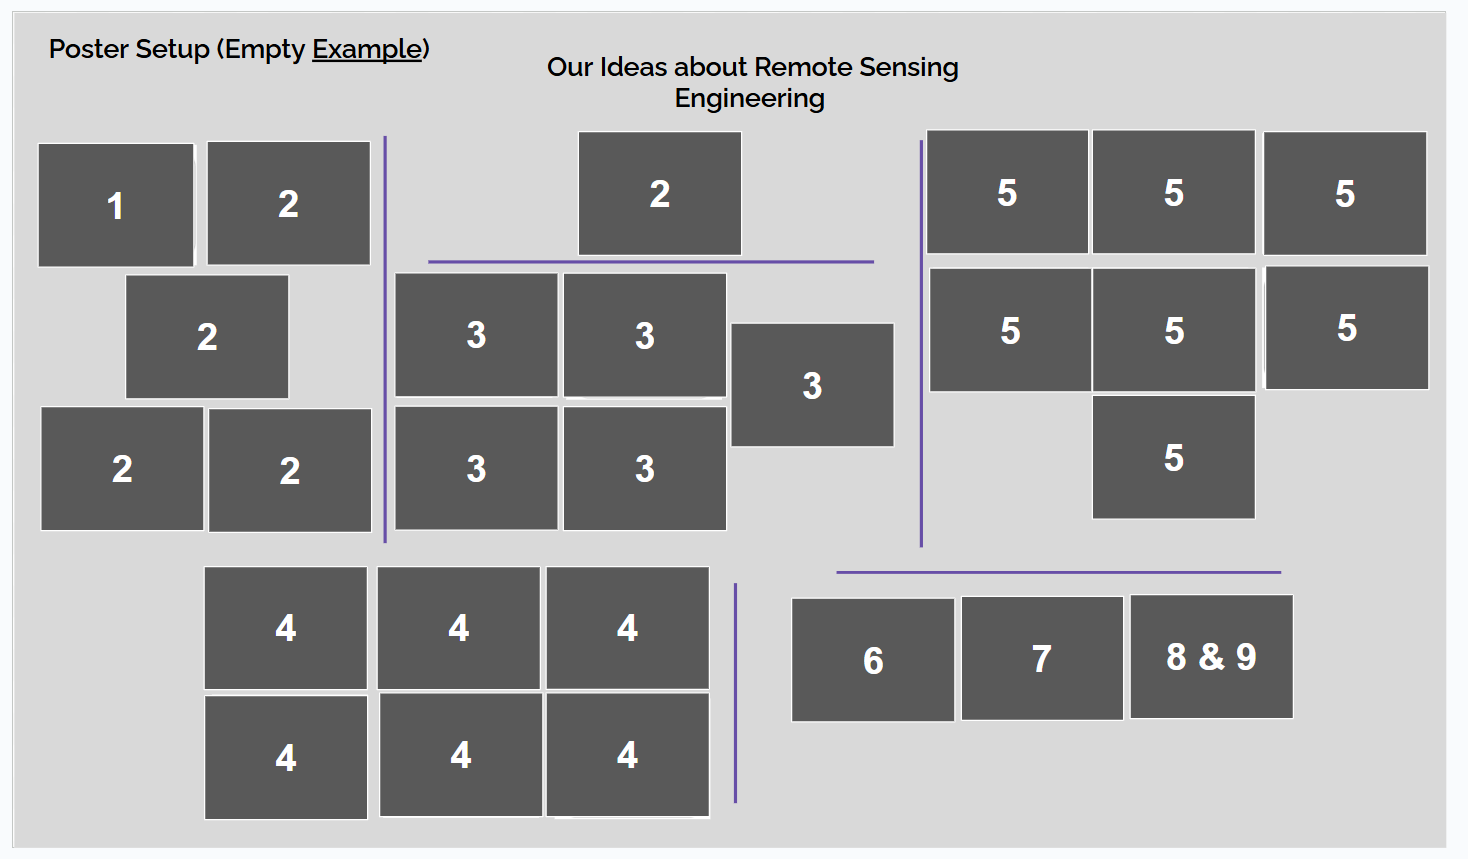 Poster Setup (Empty Example)
Our Ideas about Remote Sensing
Engineering
1 2
2
2 2
2
3 3
3
3 3
5 5 5
5 5 5
5
4 4 4
4 4 4
6 7 8 & 9